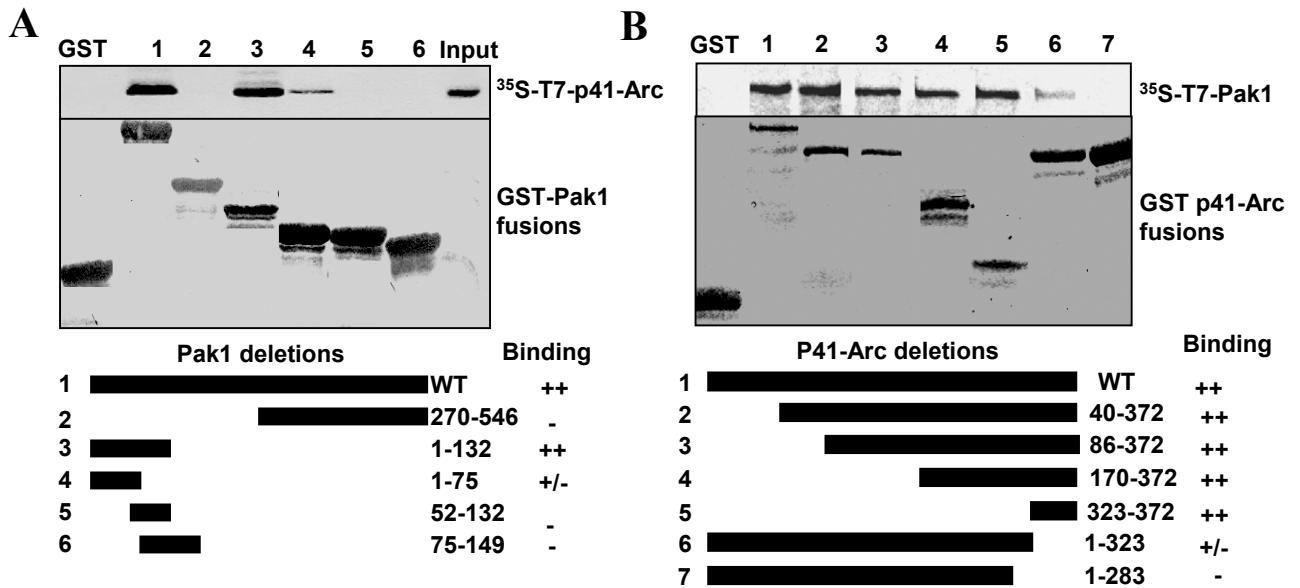 A
GST 1 2 3 4 5 6 Input
35S-T7-p41-Arc
GST-Pak1
fusions
Pak1 deletions Binding
1 WT ++
2 270-546 -
3 1-132 ++
4 1-75 +/-
5 52-132 -
6 75-149 -
B
GST 1 2 3 4 5 6 7
35S-T7-Pak1
GST p41-Arc
fusions
P41-Arc deletions Binding
1 WT ++
2 40-372 ++
3 86-372 ++
4 170-372 ++
5 323-372 ++
6 1-323 +/-
7 1-283 -